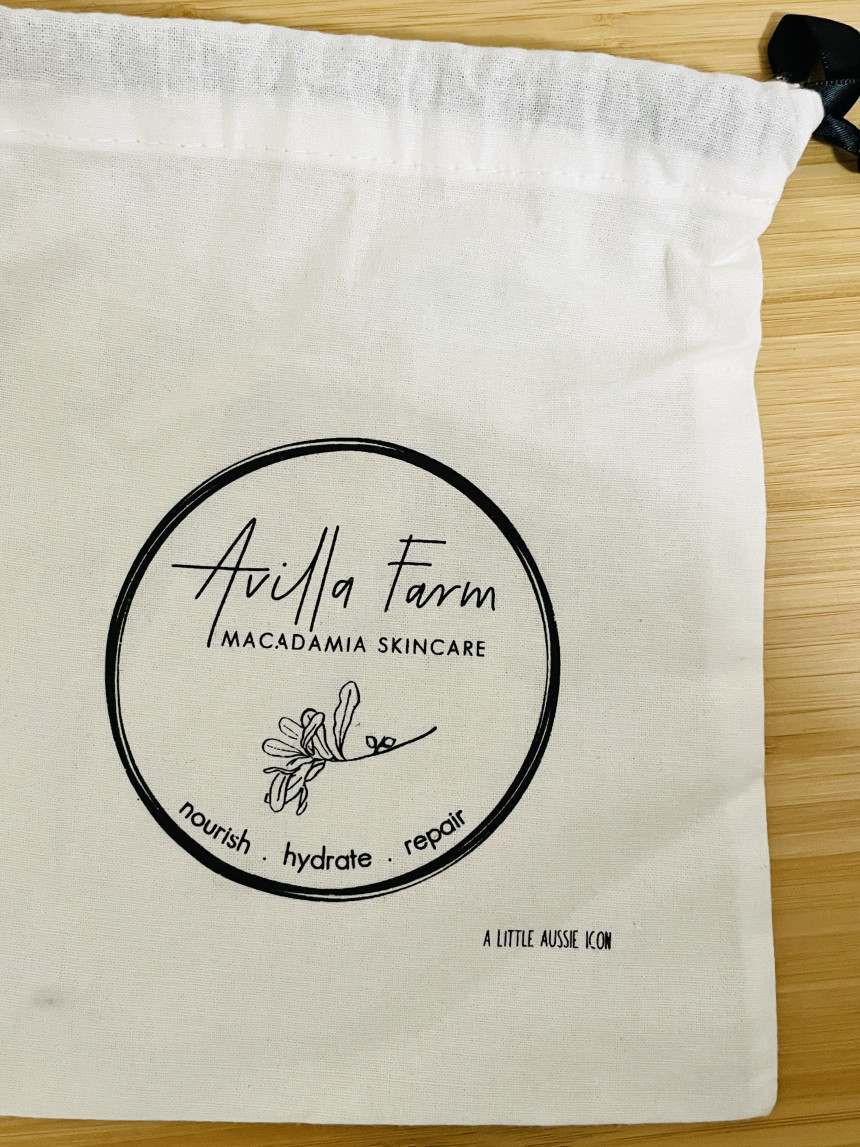 Avilla Farm
MACADAMIA SKINCARE
nourish . hydrate . repair
A LITTLE AUSSIE ICON